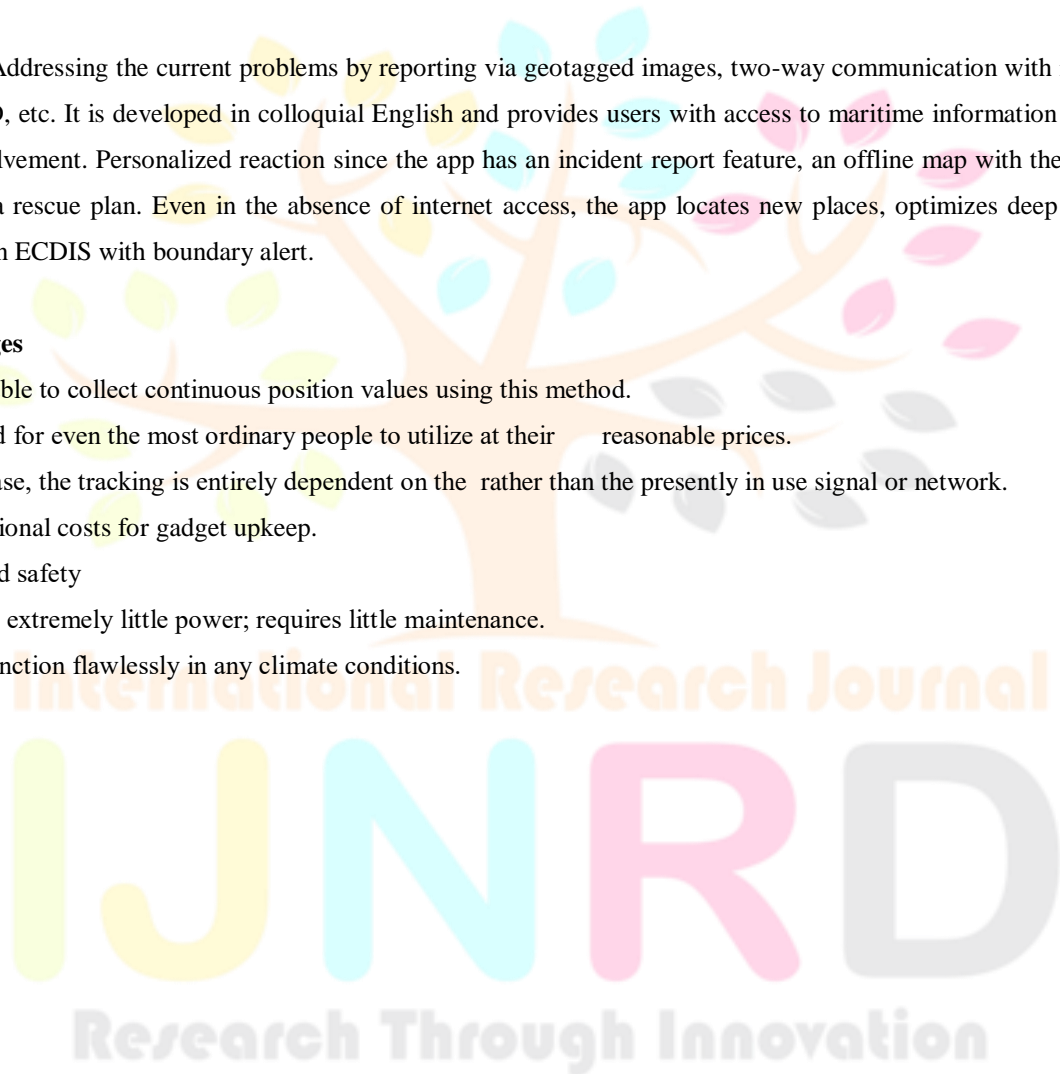 Addressing the current problems by reporting via geotagged images, two-way communication with
, etc. It is developed in colloquial English and provides users with access to maritime information
lvement. Personalized reaction since the app has an incident report feature, an offline map with the
a rescue plan. Even in the absence of internet access, the app locates new places, optimizes deep
n ECDIS with boundary alert.
ges
ble to collect continuous position values using this method.
d for even the most ordinary people to utilize at their reasonable prices.
ase, the tracking is entirely dependent on the rather than the presently in use signal or network.
tional costs for gadget upkeep.
d safety
extremely little power; requires little maintenance.
nction flawlessly in any climate conditions.
International Research Journal
IJNRD
Research Through Innovation